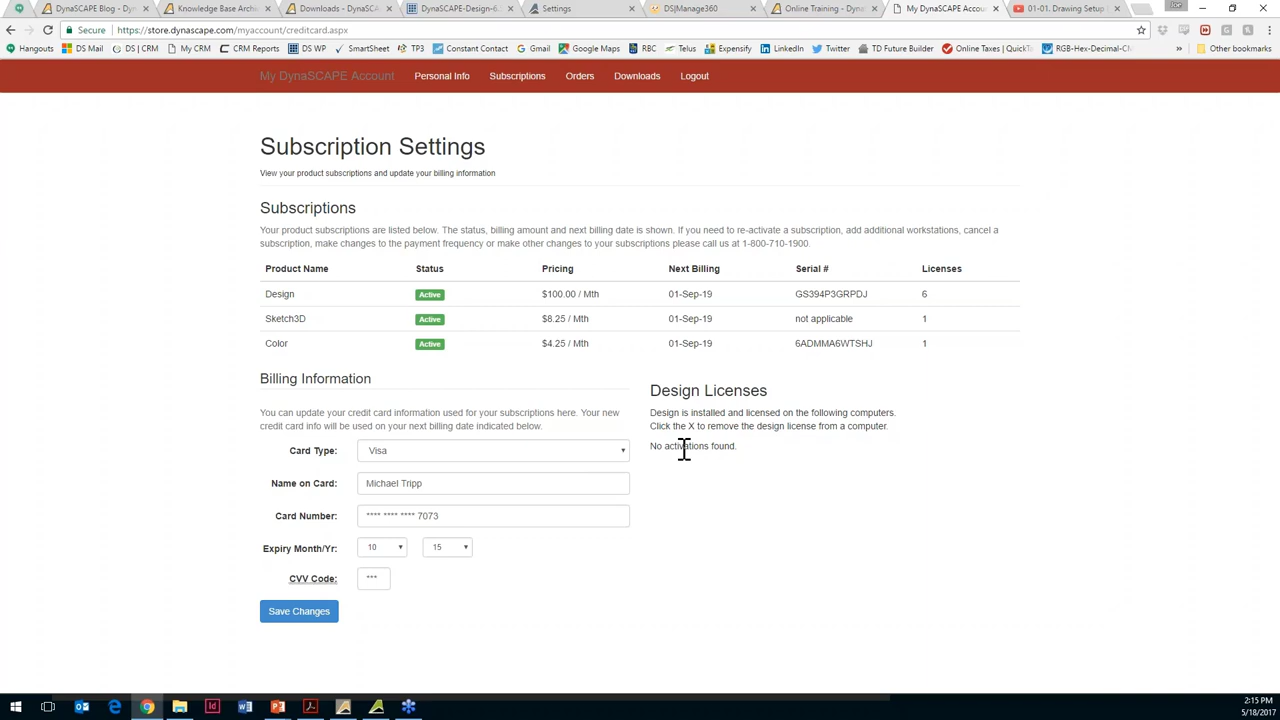 DynaSCAPE Blog - Dyn
Knowledge Base Archi
Downloads - DynaSCA
DynaSCAPE-Design-6.
Settings
DS|Manage360
Online Training - Dyna
My DynaSCAPE Accou
01-01. Drawing Setup
Secure
https://store.dynascape.com/myaccount/creditcard.aspx
Hangouts
DS Mail
DS | CRM
My CRM
CRM Reports
DS WP
SmartSheet
TP3
Constant Contact
Gmail
Google Maps
RBC
Telus
Expensify
LinkedIn
Twitter
TD Future Builder
Online Taxes | QuickT
RGB-Hex-Decimal-C
»
Other bookmarks
My DynaSCAPE Account
Personal Info
Subscriptions
Orders
Downloads
Logout
Subscription Settings
View your product subscriptions and update your billing information
Subscriptions
Your product subscriptions are listed below. The status, billing amount and next billing date is shown. If you need to re-activate a subscription, add additional workstations, cancel a
subscription, make changes to the payment frequency or make other changes to your subscriptions please call us at 1-800-710-1900.
Product Name Status Pricing Next Billing Serial # Licenses
Design Active $100.00 / Mth 01-Sep-19 GS394P3GRPDJ 6
Sketch3D Active $8.25 / Mth 01-Sep-19 not applicable 1
Color Active $4.25 / Mth 01-Sep-19 6ADMMA6WTSHJ 1
Billing Information
You can update your credit card information used for your subscriptions here. Your new
credit card info will be used on your next billing date indicated below.
Card Type: Visa
Name on Card: Michael Tripp
Card Number: **** **** **** 7073
Expiry Month/Yr: 10 15
CVV Code: ***
Save Changes
Design Licenses
Design is installed and licensed on the following computers.
Click the X to remove the design license from a computer.
No activations found.
2:15 PM
5/18/2017